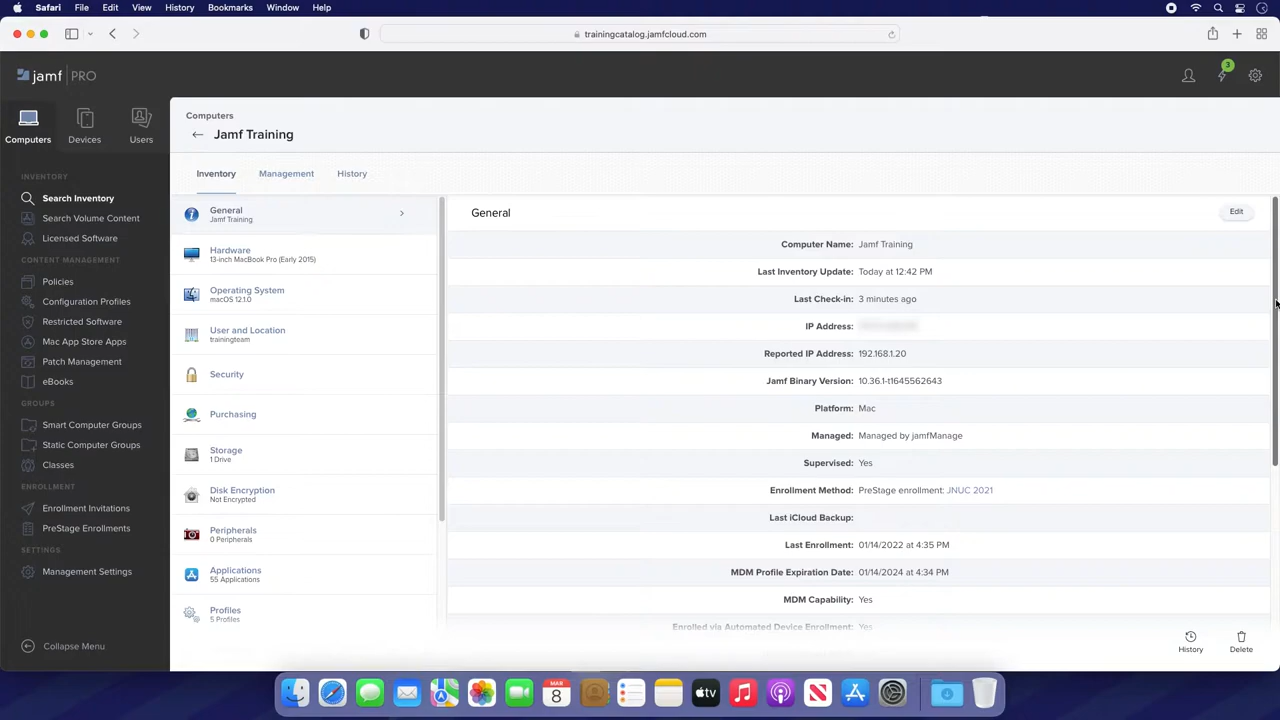 Safari File Edit View History Bookmarks Window Help
trainingcatalog.jamfcloud.com
jamf PRO
3
Computers Devices Users
INVENTORY
Search Inventory
Search Volume Content
Licensed Software
CONTENT MANAGEMENT
Policies
Configuration Profiles
Restricted Software
Mac App Store Apps
Patch Management
eBooks
GROUPS
Smart Computer Groups
Static Computer Groups
Classes
ENROLLMENT
Enrollment Invitations
PreStage Enrollments
SETTINGS
Management Settings
Collapse Menu
Computers
Jamf Training
Inventory Management History
General
Jamf Training
Hardware
13-inch MacBook Pro (Early 2015)
Operating System
macOS 12.1.0
User and Location
trainingteam
Security
Purchasing
Storage
1 Drive
Disk Encryption
Not Encrypted
Peripherals
0 Peripherals
Applications
55 Applications
Profiles
5 Profiles
General
Edit
Computer Name: Jamf Training
Last Inventory Update: Today at 12:42 PM
Last Check-in: 3 minutes ago
IP Address:
Reported IP Address: 192.168.1.20
Jamf Binary Version: 10.36.1-t1645562643
Platform: Mac
Managed: Managed by jamfManage
Supervised: Yes
Enrollment Method: PreStage enrollment: JNUC 2021
Last iCloud Backup:
Last Enrollment: 01/14/2022 at 4:35 PM
MDM Profile Expiration Date: 01/14/2024 at 4:34 PM
MDM Capability: Yes
Enrolled via Automated Device Enrollment: Yes
History Delete
MAR
8
tv